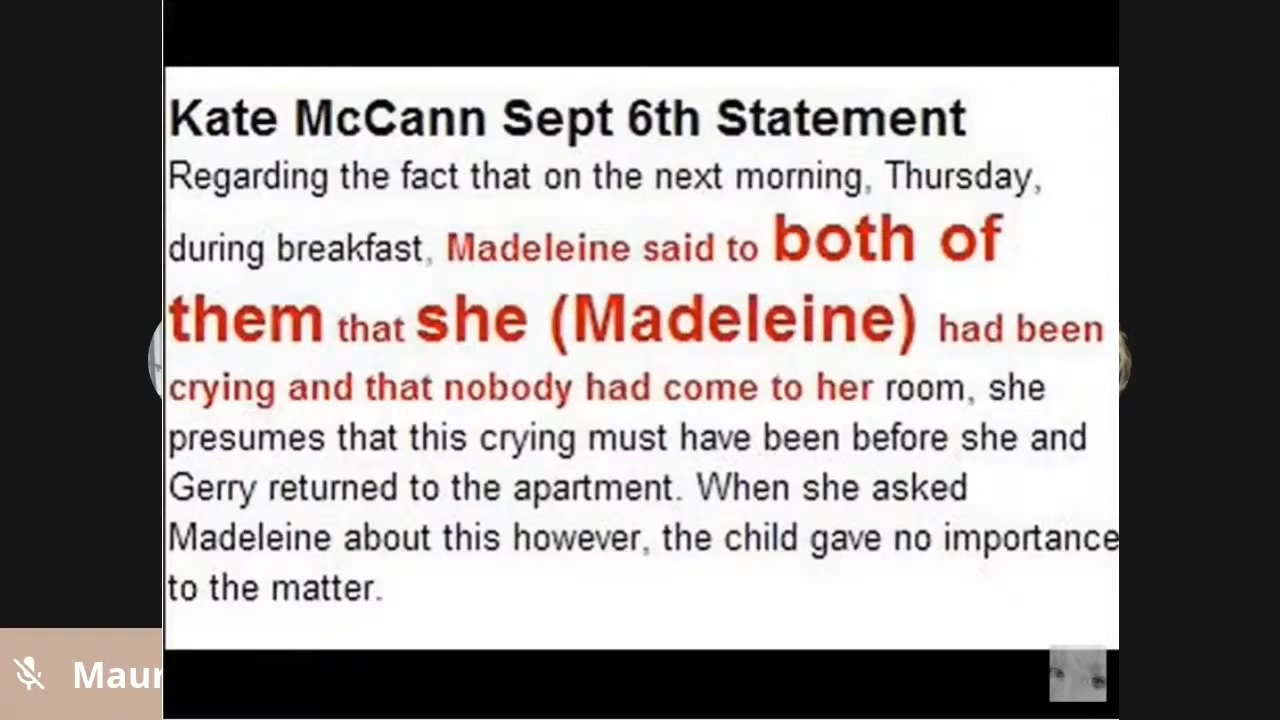 Kate McCann Sept 6th Statement
Regarding the fact that on the next morning, Thursday,
during breakfast, Madeleine said to both of
them that she (Madeleine) had been
crying and that nobody had come to her room, she
presumes that this crying must have been before she and
Gerry returned to the apartment. When she asked
Madeleine about this however, the child gave no importance
to the matter.